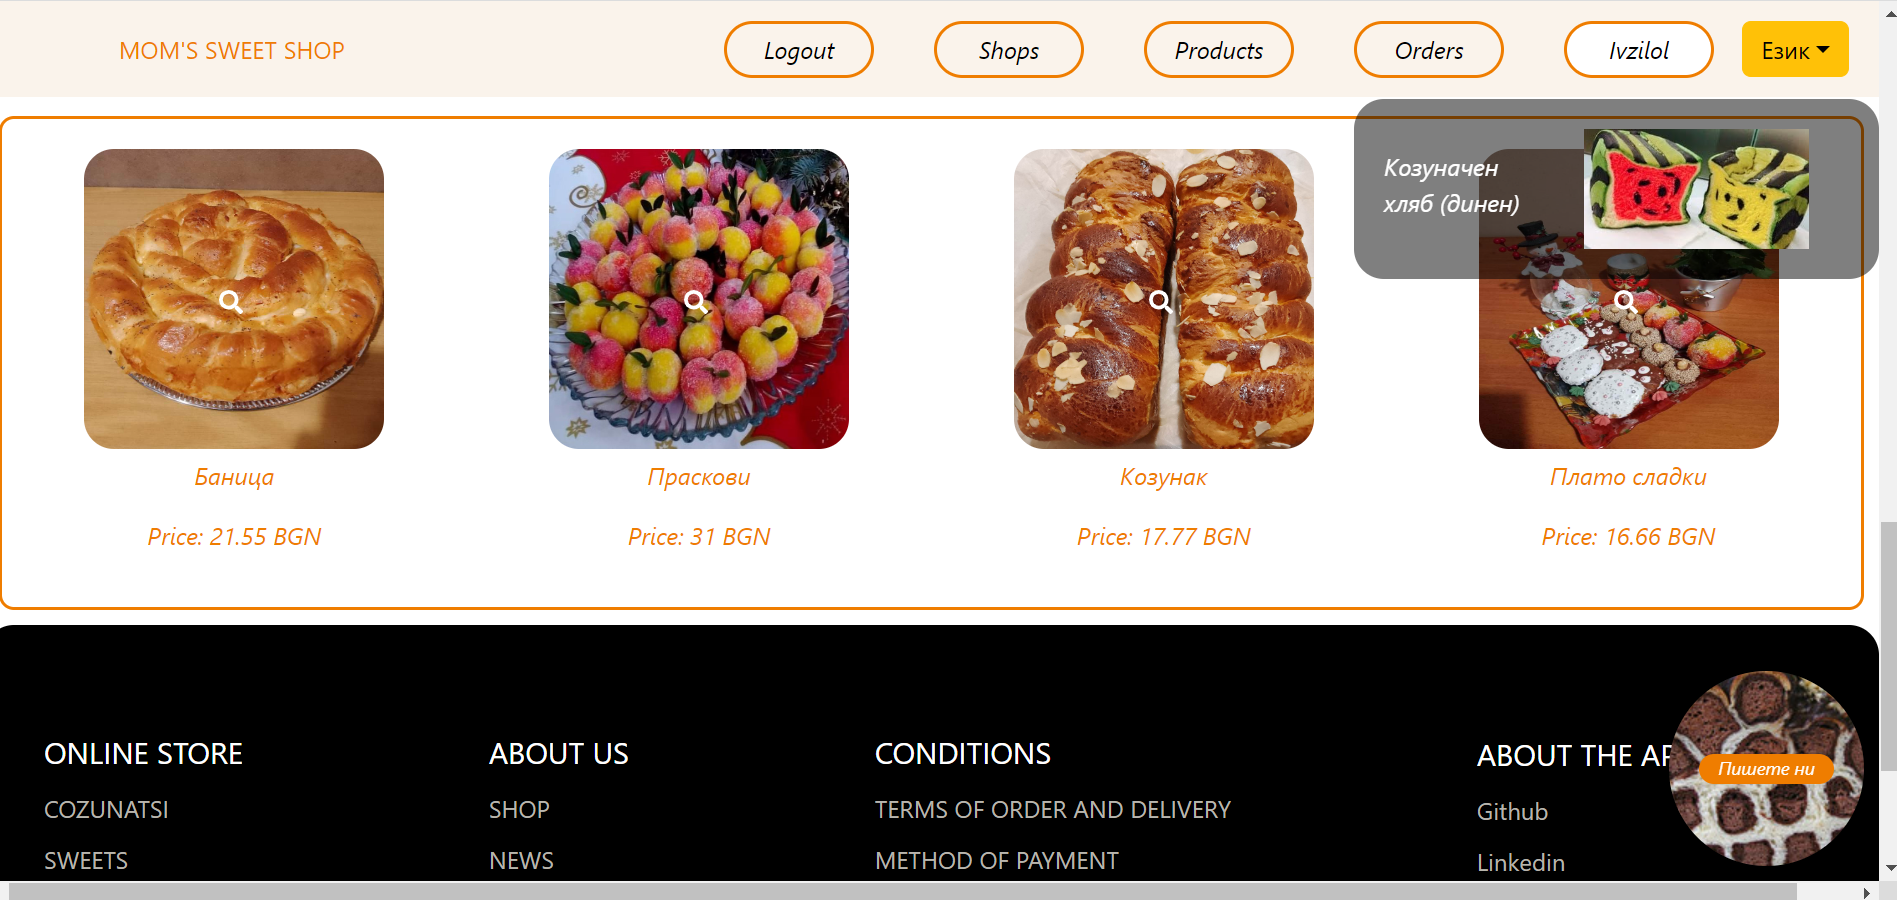 MOM'S SWEET SHOP
Logout
Shops
Products
Orders
Ivzilol
Език
Козуначен
хляб (динен)
Баница
Праскови
Козунак
Плато сладки
Price: 21.55 BGN
Price: 31 BGN
Price: 17.77 BGN
Price: 16.66 BGN
ONLINE STORE
COZUNATSI
SWEETS
ABOUT US
SHOP
NEWS
CONDITIONS
TERMS OF ORDER AND DELIVERY
METHOD OF PAYMENT
ABOUT THE
Github
Linkedin
Пишете ни